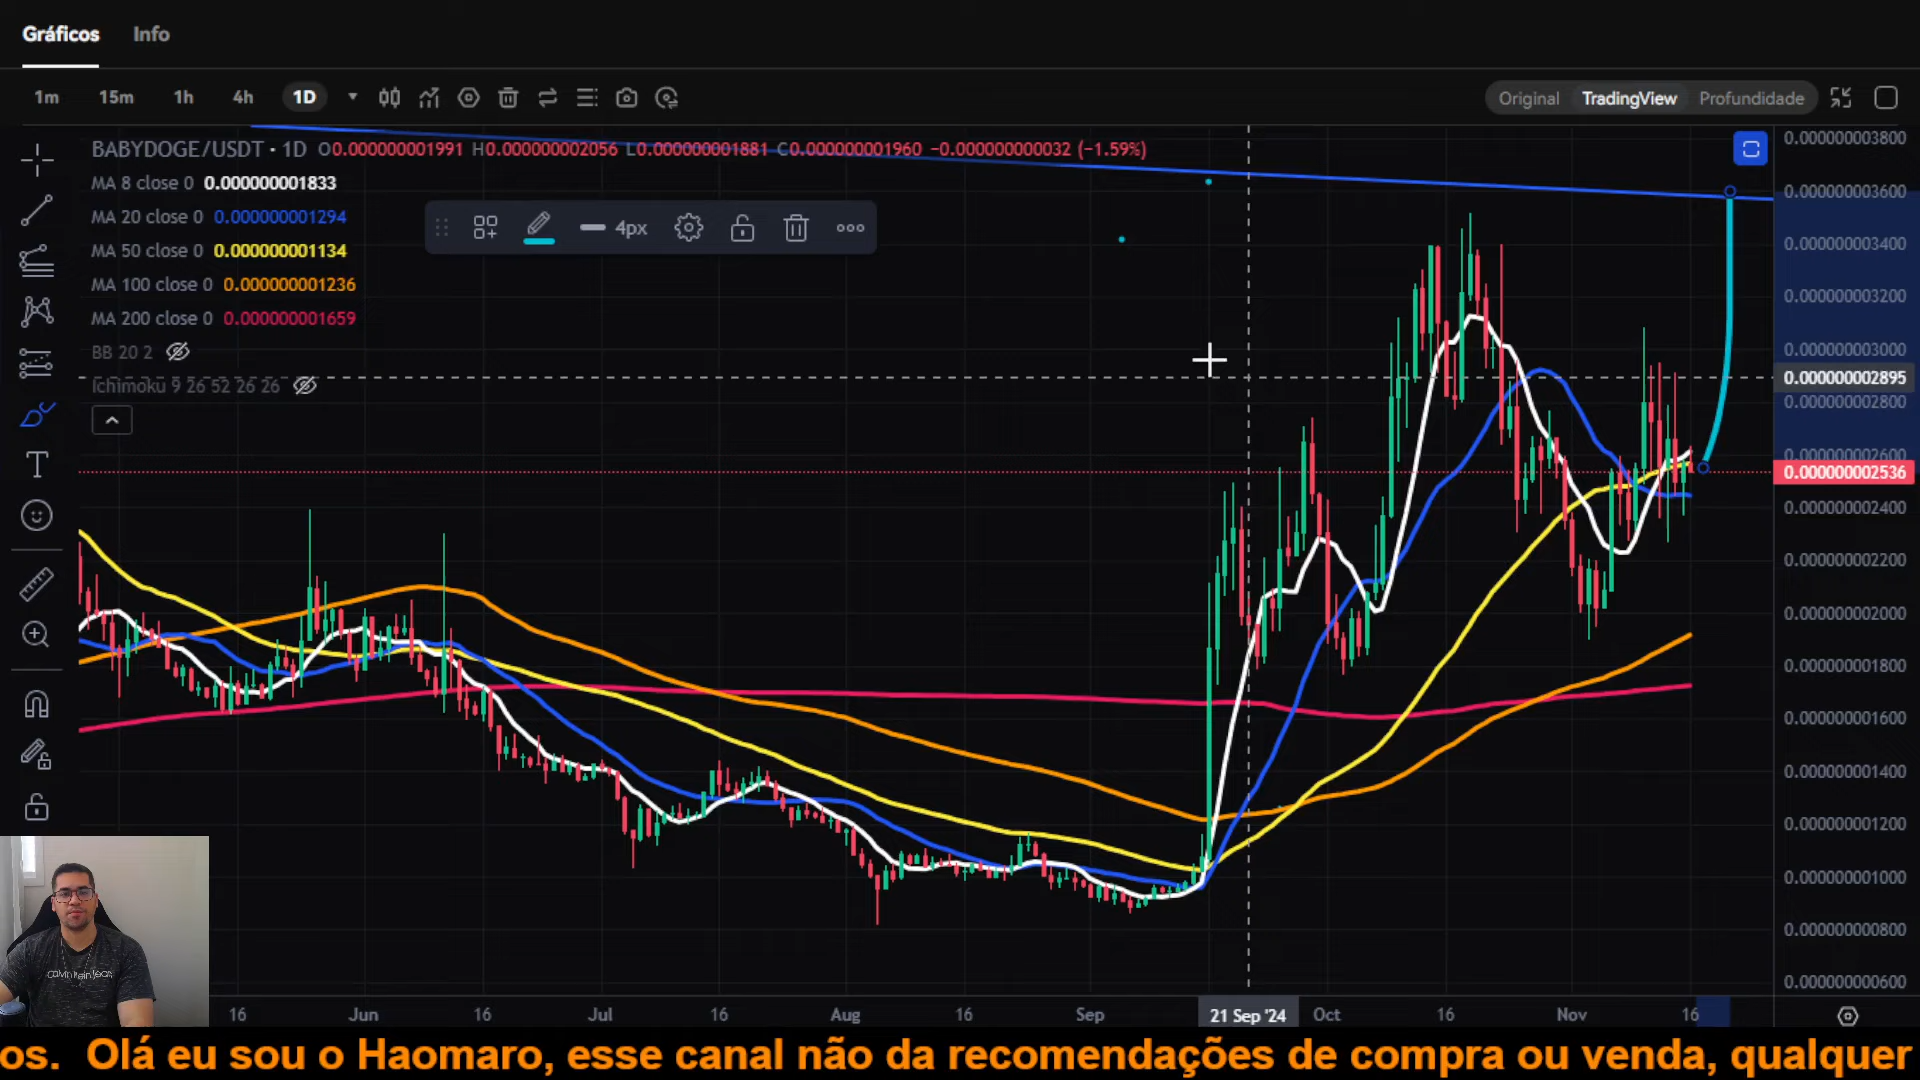 Gráficos Info
1m 15m 1h 4h 1D Original TradingView Profundidade
BABYDOGE/USDT · 1D O0.000000001991 H0.000000002056 L0.000000001881 C0.000000001960 −0.000000000032 (−1.59%)
MA 8 close 0 0.000000001833
MA 20 close 0 0.000000001294
MA 50 close 0 0.000000001134
MA 100 close 0 0.000000001236
MA 200 close 0 0.000000001659
BB 20 2
Ichimoku 9 26 52 26 26
4px
0.000000003800
0.000000003600
0.000000003400
0.000000003200
0.000000003000
0.000000002895
0.000000002800
0.000000002600
0.000000002536
0.000000002400
0.000000002200
0.000000002000
0.000000001800
0.000000001600
0.000000001400
0.000000001200
0.000000001000
0.000000000800
0.000000000600
16 Jun 16 Jul 16 Aug 16 Sep 21 Sep '24 Oct 16 Nov 16
os. Olá eu sou o Haomaro, esse canal não da recomendações de compra ou venda, qualquer